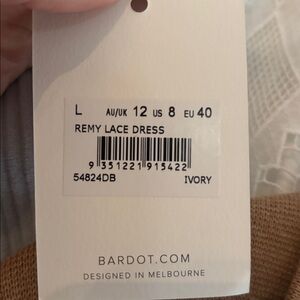 L AU/UK 12 US 8 EU 40
REMY LACE DRESS
9 351221 915422
54824DB IVORY
BARDOT.COM
DESIGNED IN MELBOURNE